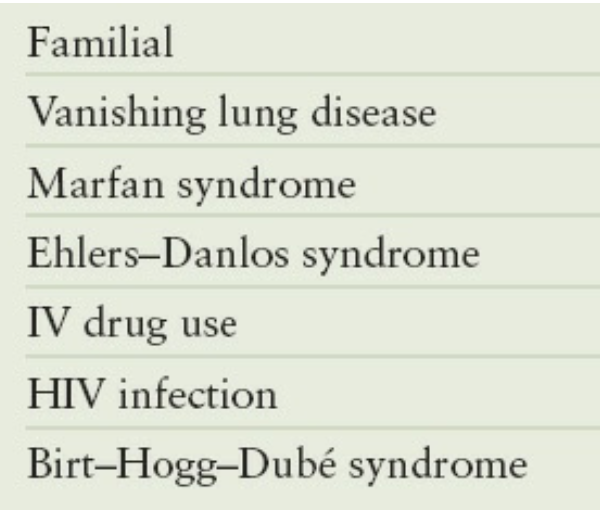 Familial
Vanishing lung disease
Marfan syndrome
Ehlers–Danlos syndrome
IV drug use
HIV infection
Birt–Hogg–Dubé syndrome